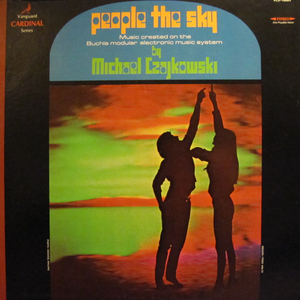 Vanguard
CARDINAL
Series
people the sky
Music created on the
Buchla modular electronic music system
by
Michael Czajkowski